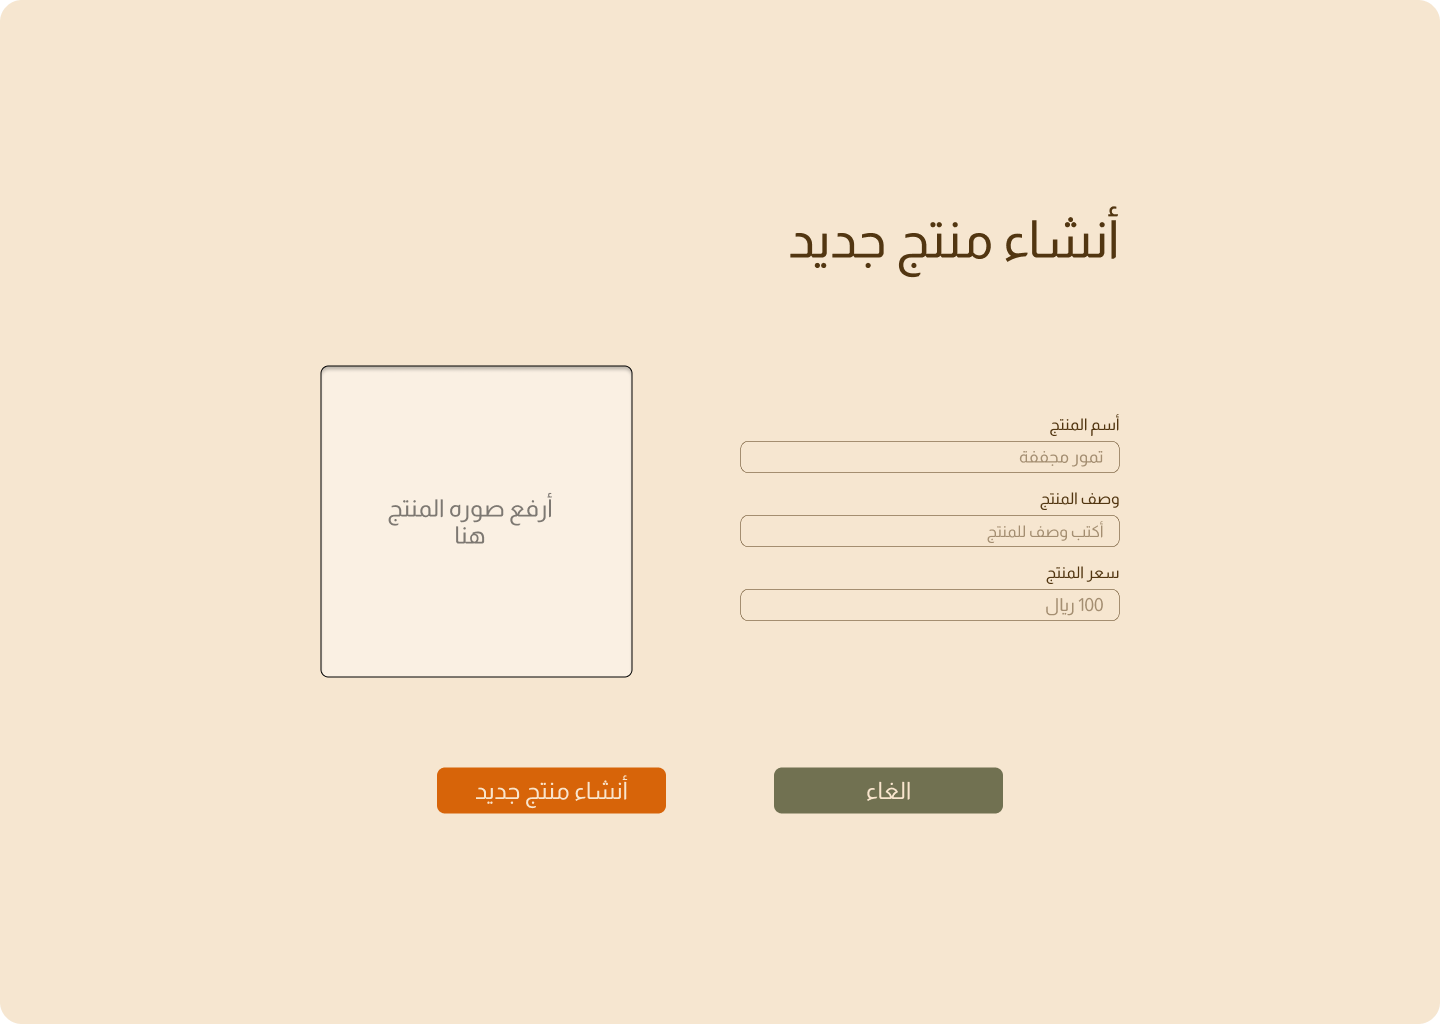 أنشاء منتج جديد
أسم المنتج
تمور مجففة
وصف المنتج
أكتب وصف للمنتج
سعر المنتج
100 ريال
أرفع صوره المنتج
هنا
الغاء
أنشاء منتج جديد